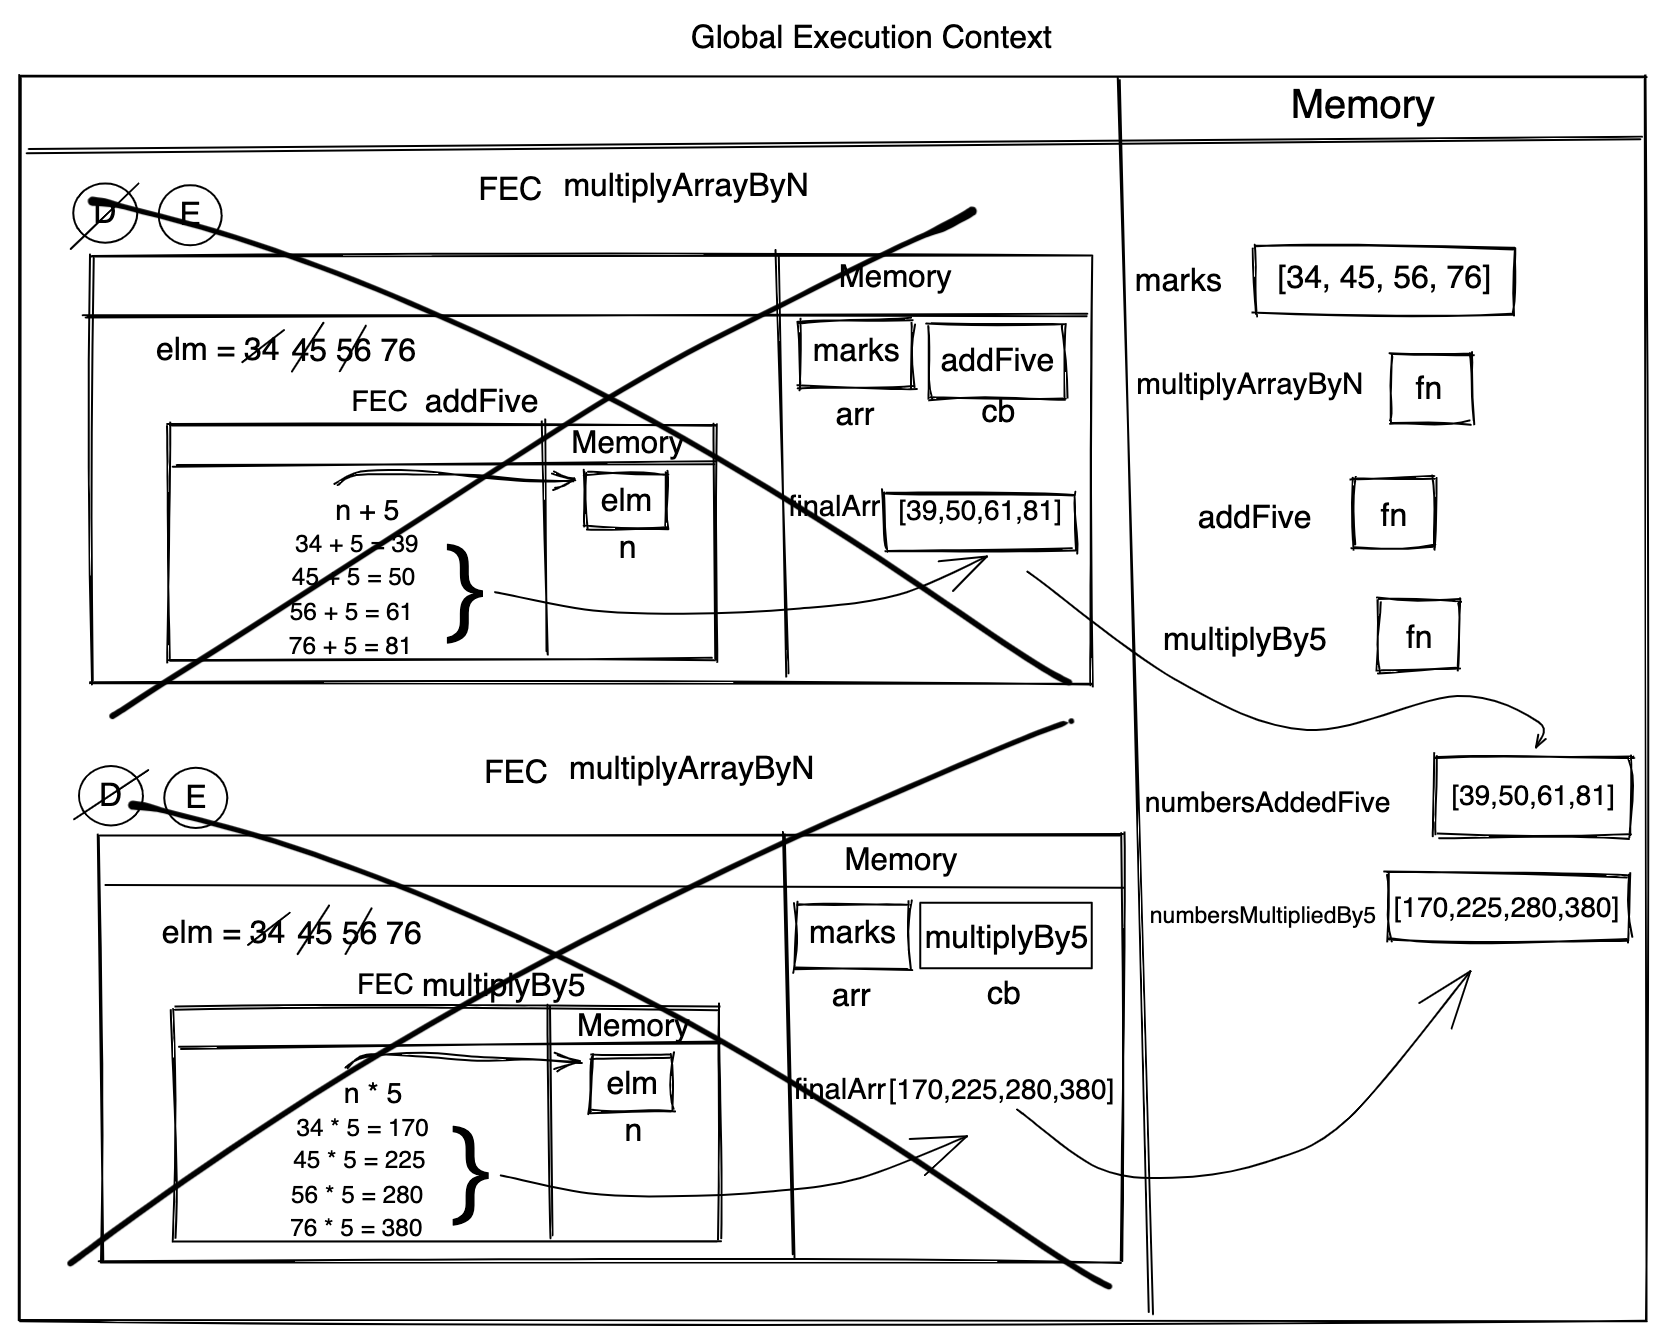 Global Execution Context
Memory
FEC multiplyArrayByN
D E
Memory
elm = 34 45 56 76
marks addFive
arr cb
FEC addFive
Memory
elm
n
n + 5
34 + 5 = 39
45 + 5 = 50
56 + 5 = 61
76 + 5 = 81
}
finalArr [39,50,61,81]
marks [34, 45, 56, 76]
multiplyArrayByN fn
addFive fn
multiplyBy5 fn
numbersAddedFive [39,50,61,81]
numbersMultipliedBy5 [170,225,280,380]
FEC multiplyArrayByN
D E
Memory
elm = 34 45 56 76
marks multiplyBy5
arr cb
FEC multiplyBy5
Memory
elm
n
n * 5
34 * 5 = 170
45 * 5 = 225
56 * 5 = 280
76 * 5 = 380
}
finalArr [170,225,280,380]